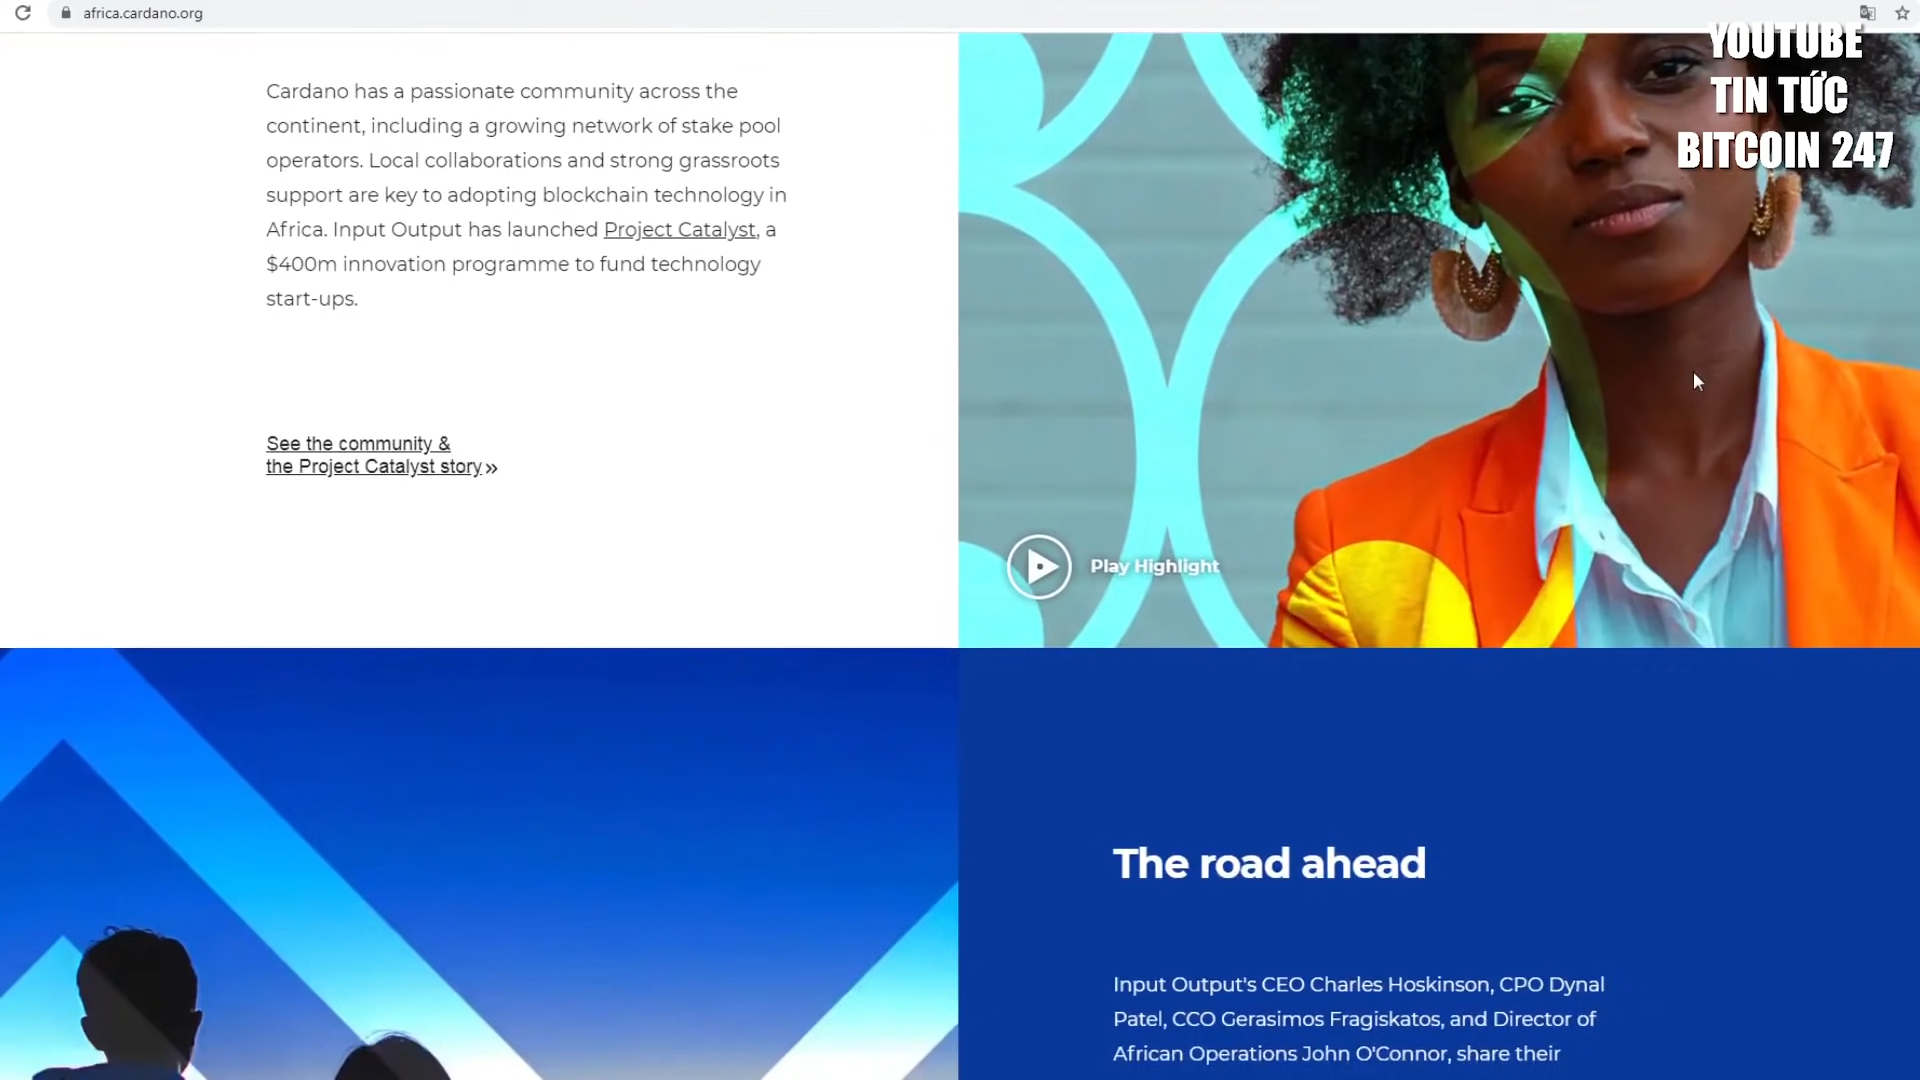 africa.cardano.org
YOUTUBE
TIN TỨC
BITCOIN 247
Cardano has a passionate community across the
continent, including a growing network of stake pool
operators. Local collaborations and strong grassroots
support are key to adopting blockchain technology in
Africa. Input Output has launched Project Catalyst, a
$400m innovation programme to fund technology
start-ups.
See the community &
the Project Catalyst story »
Play Highlight
The road ahead
Input Output's CEO Charles Hoskinson, CPO Dynal
Patel, CCO Gerasimos Fragiskatos, and Director of
African Operations John O'Connor, share their